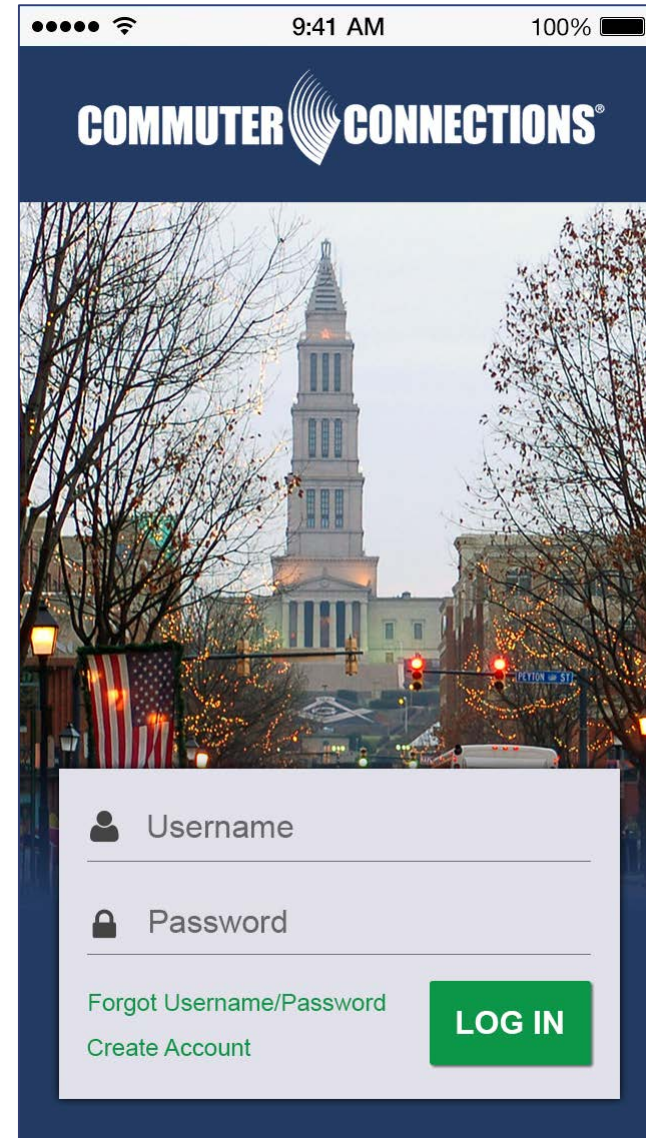 9:41 AM 100%
COMMUTER CONNECTIONS®
PEYTON ST
Username
Password
Forgot Username/Password
LOG IN
Create Account